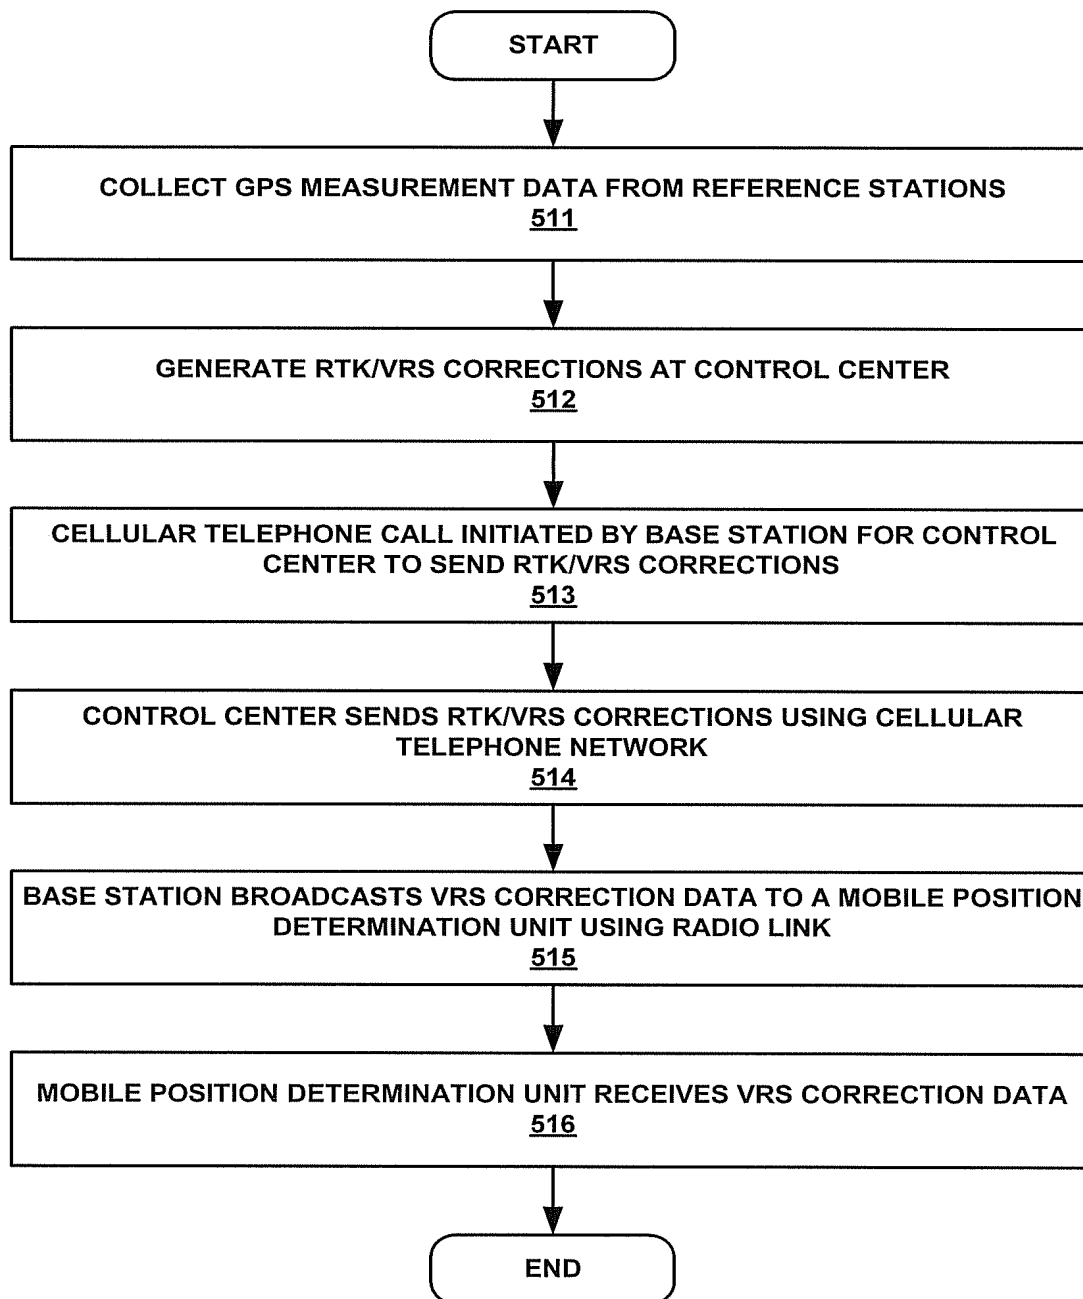 START
COLLECT GPS MEASUREMENT DATA FROM REFERENCE STATIONS
511
GENERATE RTK/VRS CORRECTIONS AT CONTROL CENTER
512
CELLULAR TELEPHONE CALL INITIATED BY BASE STATION FOR CONTROL
CENTER TO SEND RTK/VRS CORRECTIONS
513
CONTROL CENTER SENDS RTK/VRS CORRECTIONS USING CELLULAR
TELEPHONE NETWORK
514
BASE STATION BROADCASTS VRS CORRECTION DATA TO A MOBILE POSITION
DETERMINATION UNIT USING RADIO LINK
515
MOBILE POSITION DETERMINATION UNIT RECEIVES VRS CORRECTION DATA
516
END